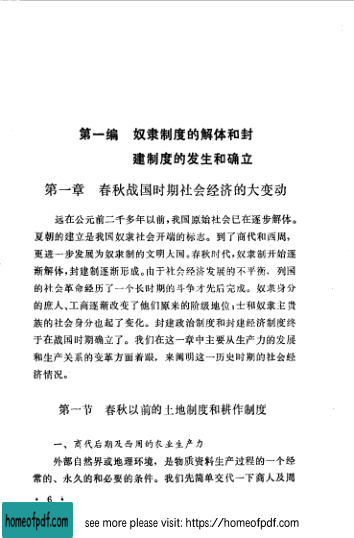 第一编　奴隶制度的解体和封
建制度的发生和确立
第一章　春秋战国时期社会经济的大变动
远在公元前二千多年以前，我国原始社会已在逐步解体。
夏朝的建立是我国奴隶社会开端的标志。到了商代和西周，
更进一步发展为奴隶制的文明大国。春秋时代，奴隶制开始逐
渐解体，封建制逐渐形成。由于社会经济发展的不平衡，列国
的社会革命经历了一个长时期的斗争才先后完成。奴隶身分
的庶人、工商逐渐改变了他们原来的阶级地位；士和奴隶主贵
族的社会身分也起了变化。封建政治制度和封建经济制度终
于在战国时期确立了。我们在这一章中主要从生产力的发展
和生产关系的变革方面着眼，来阐明这一历史时期的社会经
济情况。
第一节　春秋以前的土地制度和耕作制度
一、商代后期及西周的农业生产力
外部自然界或地理环境，是物质资料生产过程的一个经
常的、永久的和必要的条件。我们先简单交代一下商人及周
· 6 ·
homeofpdf.com
see more please visit: https://homeofpdf.com